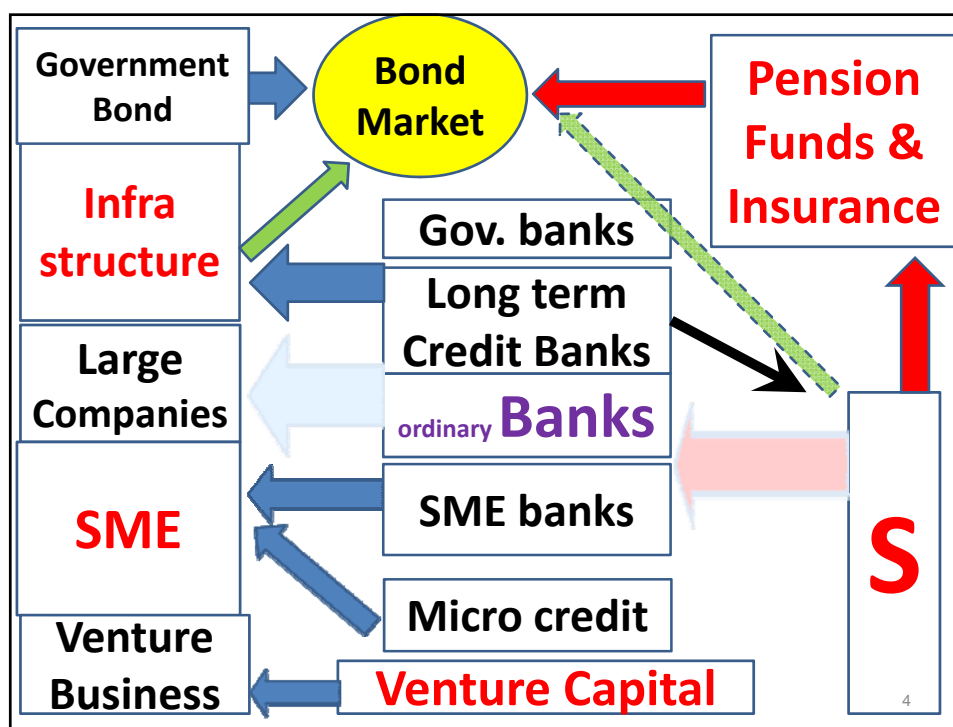 Government
Bond
Bond
Market
Pension
Funds &
Insurance
Infra
structure
Gov. banks
Long term
Credit Banks
Large
Companies
ordinary Banks
SME
SME banks
S
Micro credit
Venture
Business
Venture Capital
4